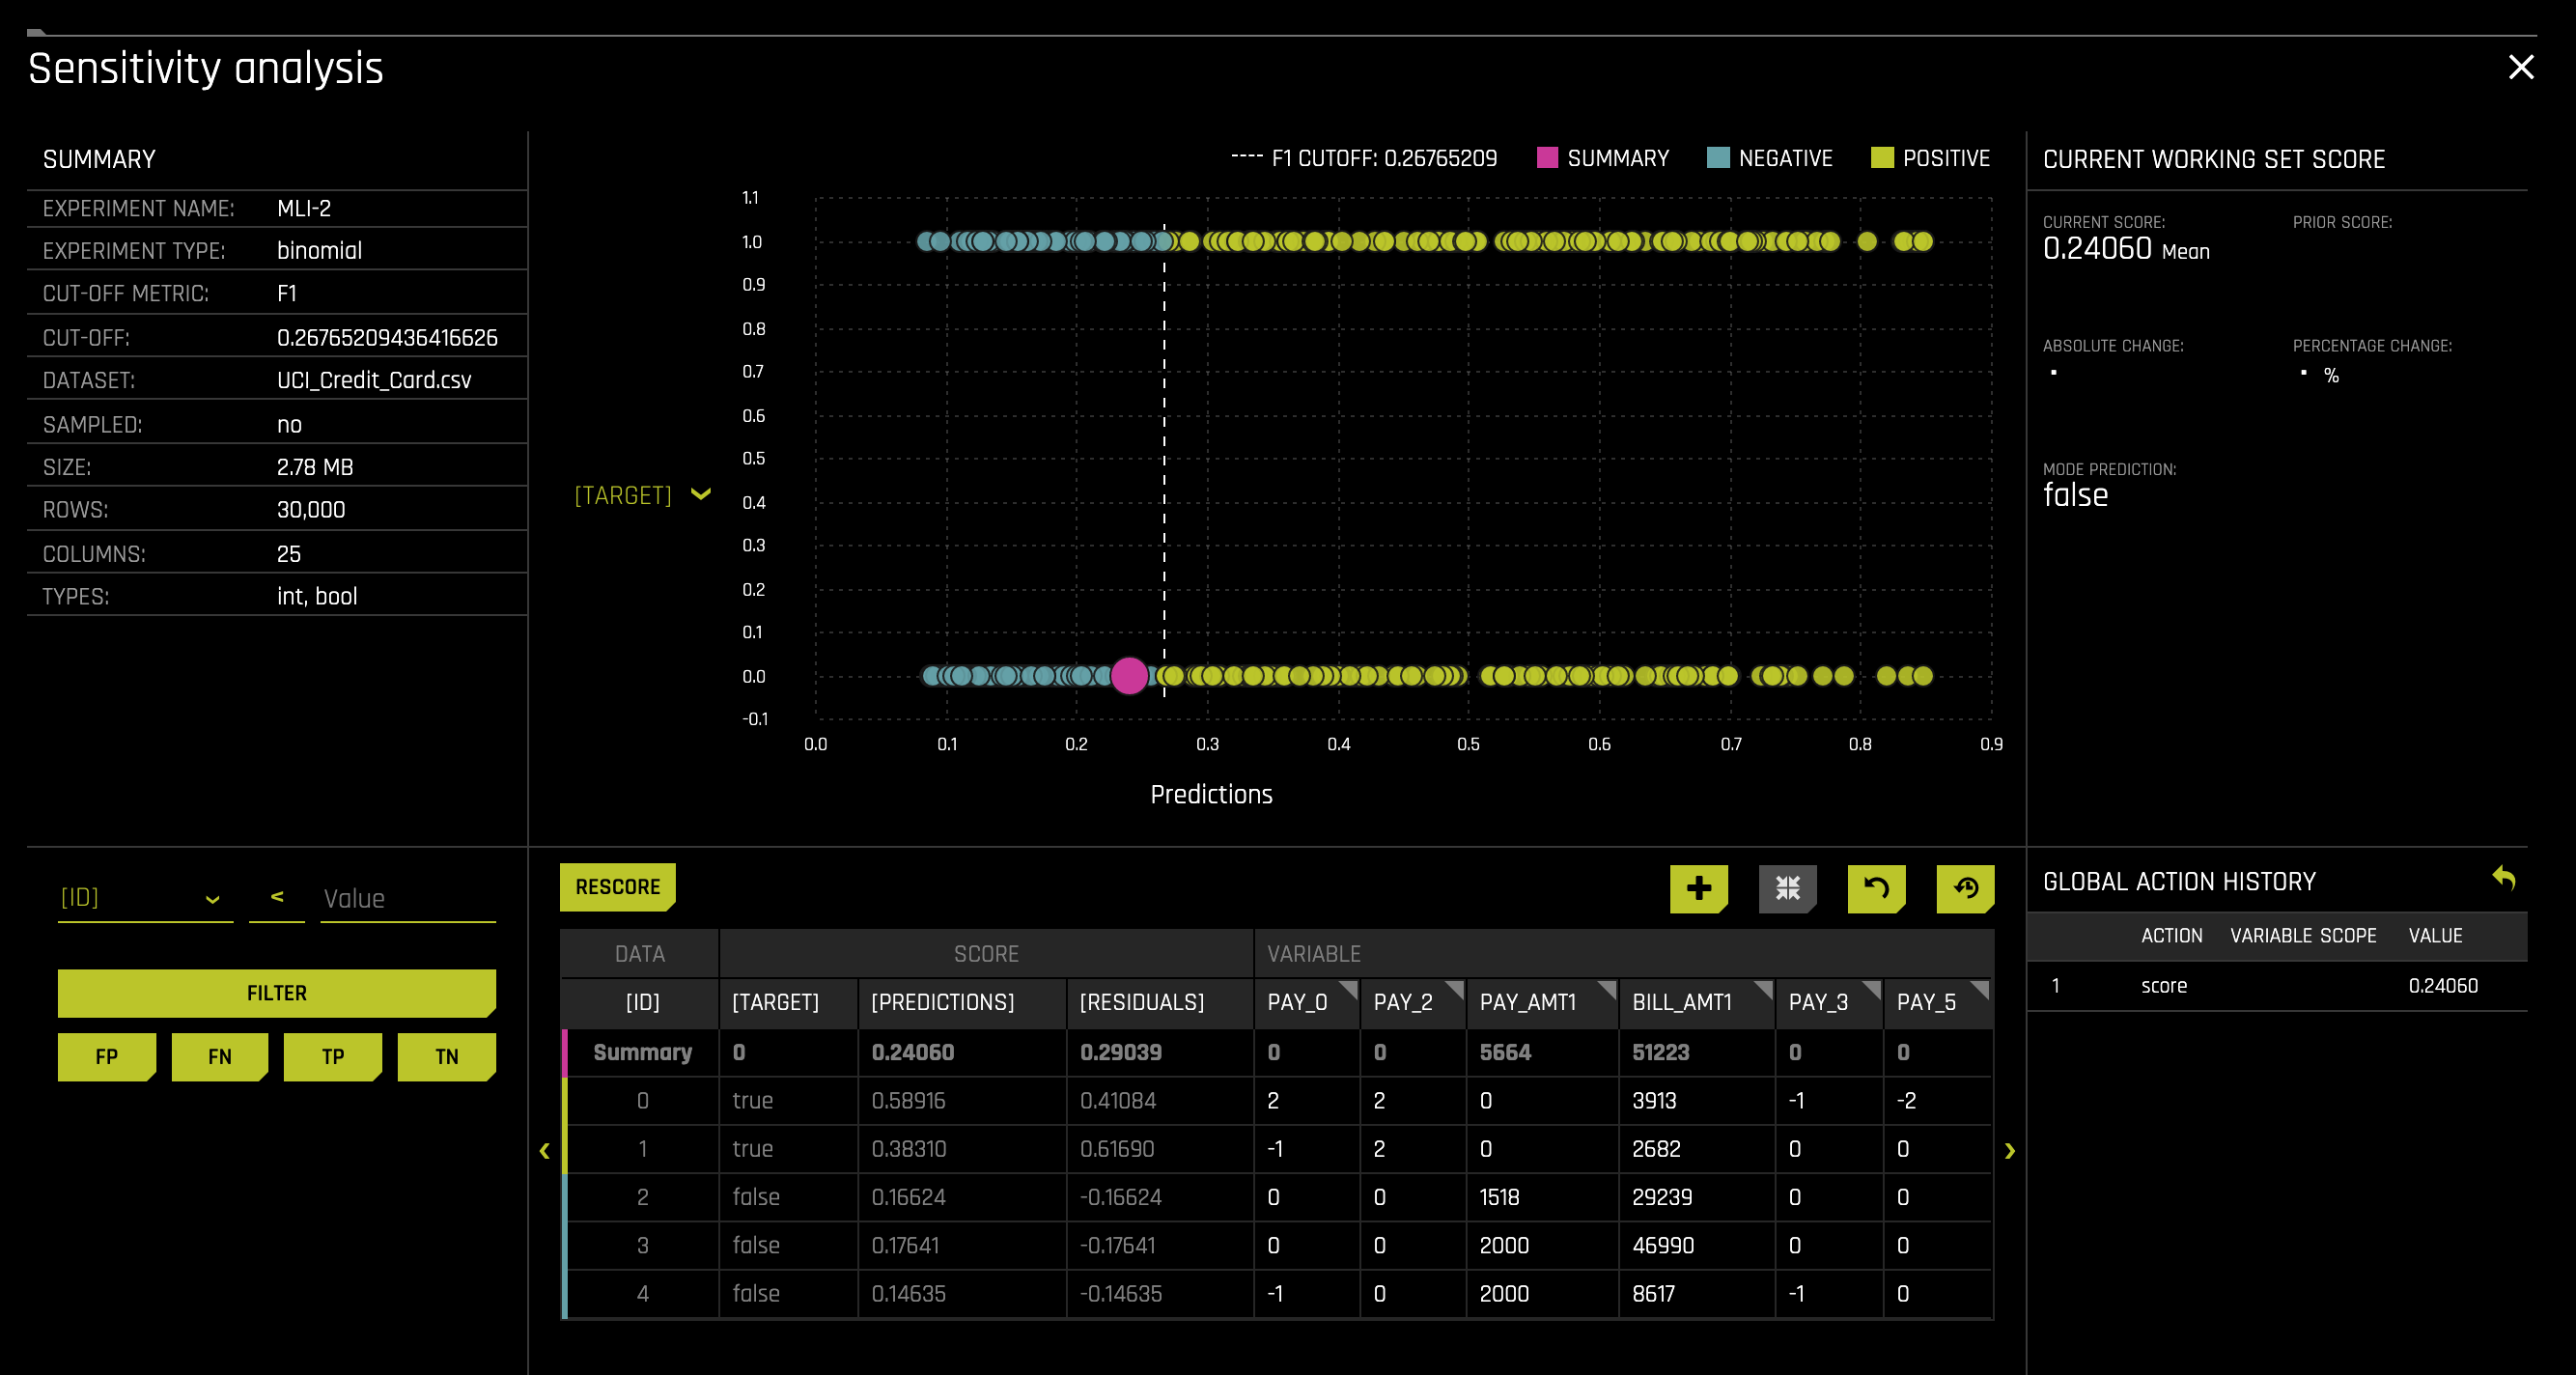 Sensitivity analysis
SUMMARY
EXPERIMENT NAME: MLI-2
EXPERIMENT TYPE: binomial
CUT-OFF METRIC: F1
CUT-OFF: 0.26765209436416626
DATASET: UCI_Credit_Card.csv
SAMPLED: no
SIZE: 2.78 MB
ROWS: 30,000
COLUMNS: 25
TYPES: int, bool
---- F1 CUTOFF: 0.26765209 SUMMARY NEGATIVE POSITIVE
1.1
1.0
0.9
0.8
0.7
0.6
0.5
0.4
0.3
0.2
0.1
0.0
-0.1
[TARGET]
0.0 0.1 0.2 0.3 0.4 0.5 0.6 0.7 0.8 0.9
Predictions
CURRENT WORKING SET SCORE
CURRENT SCORE: PRIOR SCORE:
0.24060 Mean
ABSOLUTE CHANGE: PERCENTAGE CHANGE:
%
MODE PREDICTION:
false
[ID] < Value
FILTER
FP FN TP TN
RESCORE
DATA SCORE VARIABLE
[ID] [TARGET] [PREDICTIONS] [RESIDUALS] PAY_0 PAY_2 PAY_AMT1 BILL_AMT1 PAY_3 PAY_5
Summary 0 0.24060 0.29039 0 0 5664 51223 0 0
0 true 0.58916 0.41084 2 2 0 3913 -1 -2
1 true 0.38310 0.61690 -1 2 0 2682 0 0
2 false 0.16624 -0.16624 0 0 1518 29239 0 0
3 false 0.17641 -0.17641 0 0 2000 46990 0 0
4 false 0.14635 -0.14635 -1 0 2000 8617 -1 0
GLOBAL ACTION HISTORY
ACTION VARIABLE SCOPE VALUE
1 score 0.24060